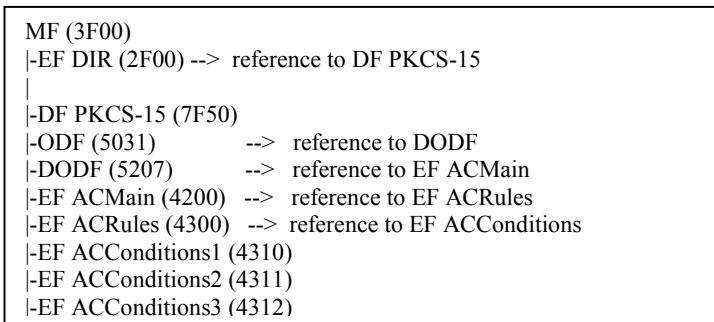 MF (3F00)
|-EF DIR (2F00) --> reference to DF PKCS-15
|
|-DF PKCS-15 (7F50)
|-ODF (5031) --> reference to DODF
|-DODF (5207) --> reference to EF ACMain
|-EF ACMain (4200) --> reference to EF ACRules
|-EF ACRules (4300) --> reference to EF ACConditions
|-EF ACConditions1 (4310)
|-EF ACConditions2 (4311)
|-EF ACConditions3 (4312)